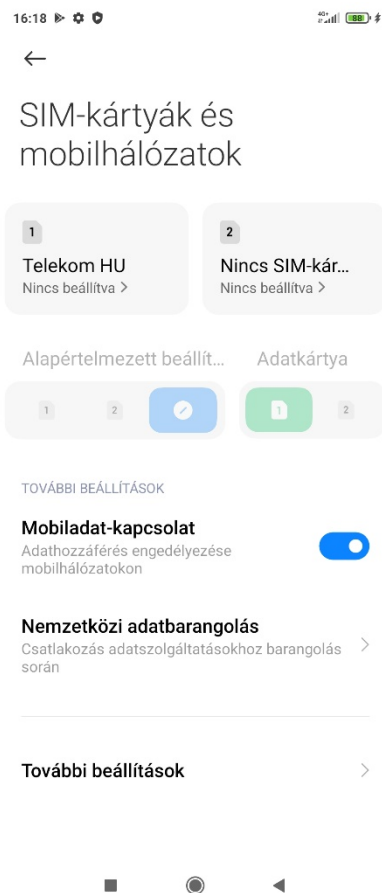 16:18
4G+
88
SIM-kártyák és
mobilhálózatok
1
2
Telekom HU
Nincs SIM-kár...
Nincs beállítva >
Nincs beállítva >
Alapértelmezett beállít...
Adatkártya
1
2
1
2
TOVÁBBI BEÁLLÍTÁSOK
Mobiladat-kapcsolat
Adathozzáférés engedélyezése
mobilhálózatokon
Nemzetközi adatbarangolás
Csatlakozás adatszolgáltatásokhoz barangolás
során
További beállítások